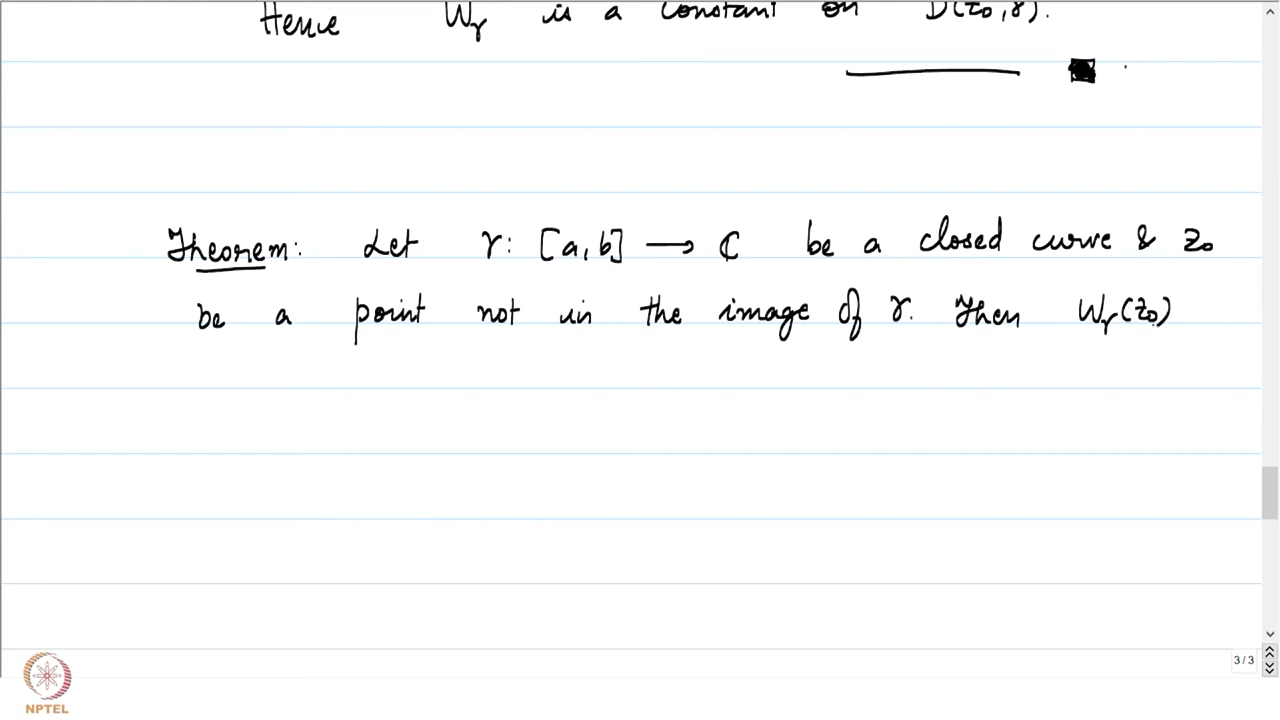 Hence W_γ is a constant on D(z₀,r).
Theorem: Let γ: [a,b] → ℂ be a closed curve & z₀
be a point not in the image of γ. Then W_γ(z₀)
3/3
NPTEL